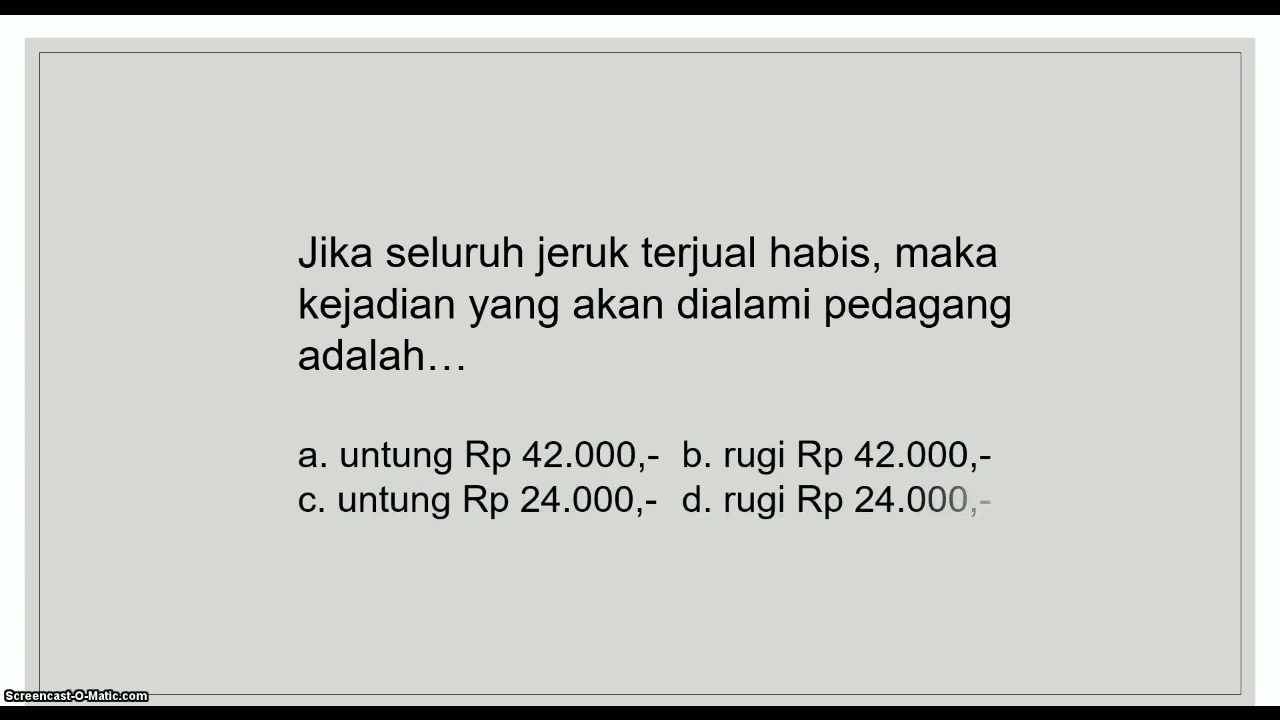 Jika seluruh jeruk terjual habis, maka
kejadian yang akan dialami pedagang
adalah…
a. untung Rp 42.000,- b. rugi Rp 42.000,-
c. untung Rp 24.000,- d. rugi Rp 24.000,-
Screencast-O-Matic.com